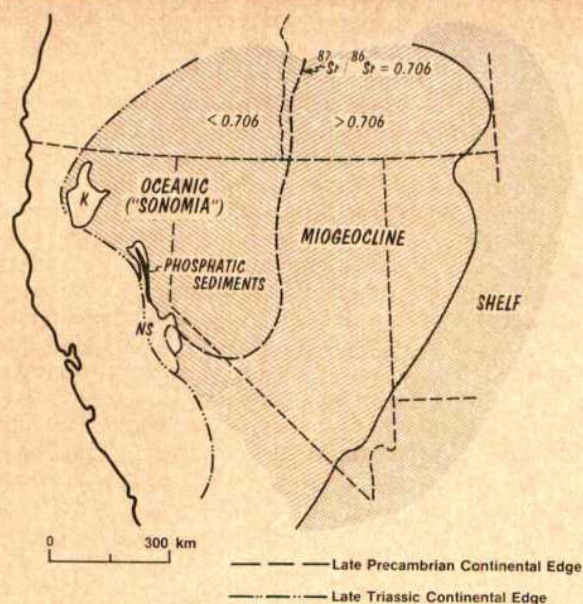 87Sr / 86Sr = 0.706
< 0.706
> 0.706
K
OCEANIC
("SONOMIA")
MIOGEOCLINE
PHOSPHATIC
SEDIMENTS
SHELF
NS
0
300 km
Late Precambrian Continental Edge
Late Triassic Continental Edge